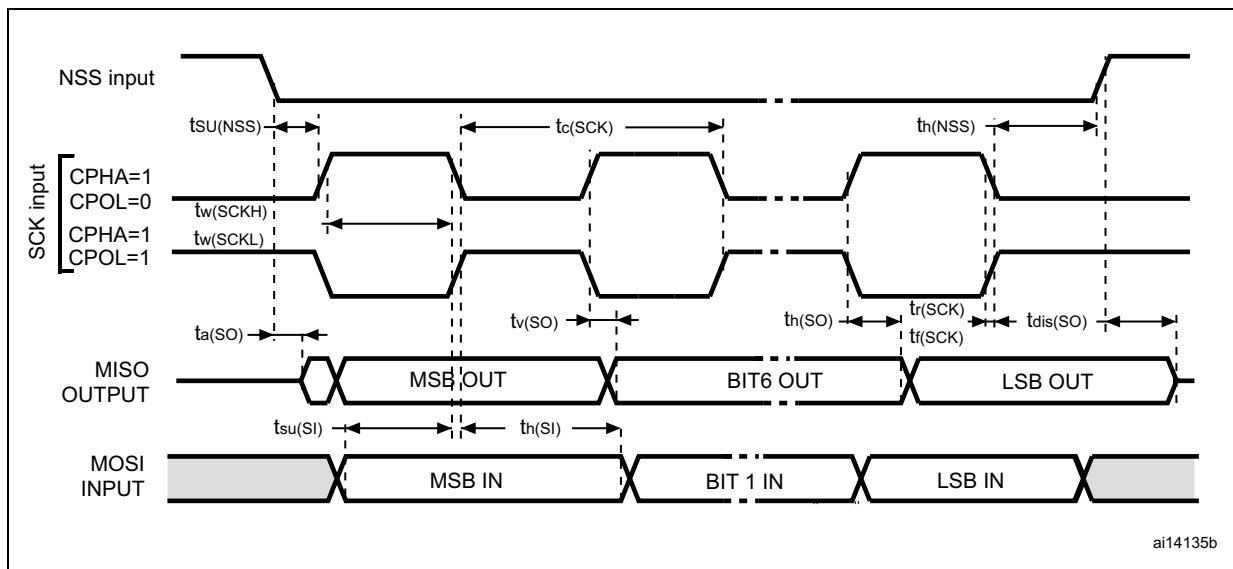 NSS input
tSU(NSS)
tc(SCK)
th(NSS)
SCK input
CPHA=1
CPOL=0
tw(SCKH)
CPHA=1
tw(SCKL)
CPOL=1
ta(SO)
tv(SO)
th(SO)
tr(SCK)
tf(SCK)
tdis(SO)
MISO
OUTPUT
MSB OUT
BIT6 OUT
LSB OUT
tsu(SI)
th(SI)
MOSI
INPUT
MSB IN
BIT 1 IN
LSB IN
ai14135b